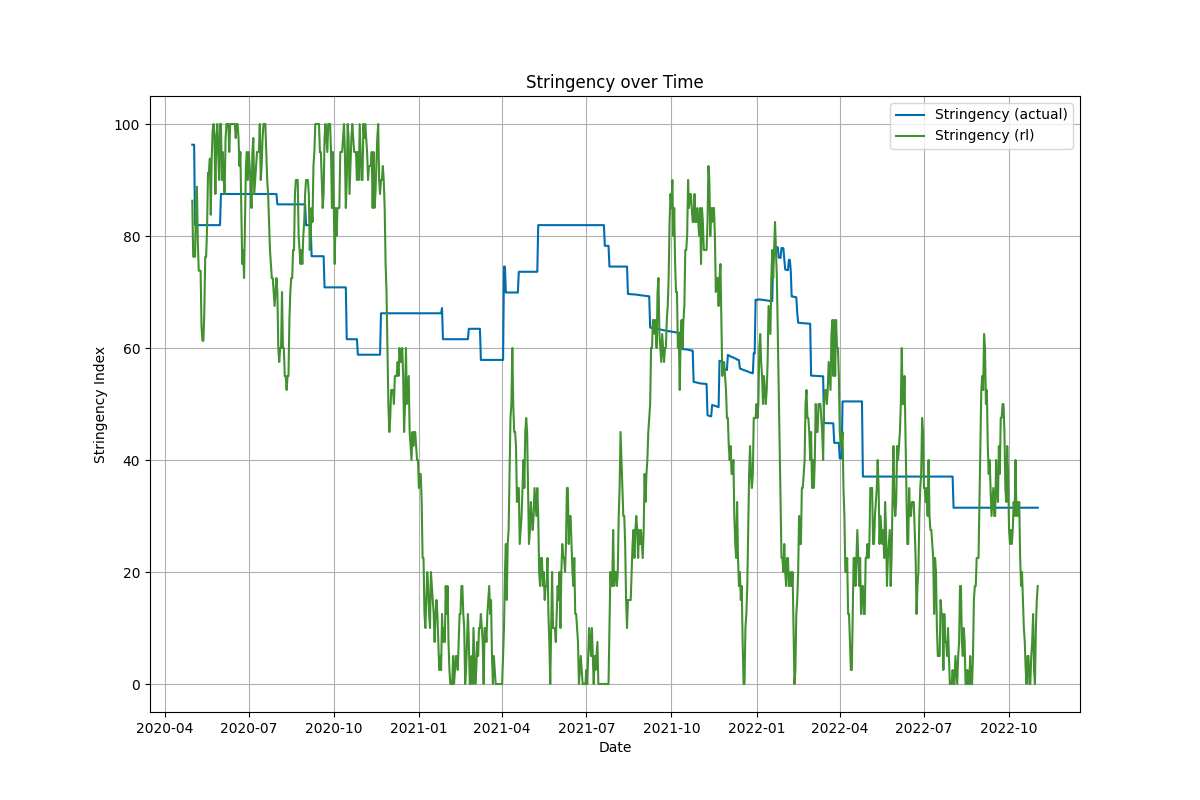 Stringency over Time
Stringency (actual)
Stringency (rl)
Stringency Index
100
80
60
40
20
0
2020-04 2020-07 2020-10 2021-01 2021-04 2021-07 2021-10 2022-01 2022-04 2022-07 2022-10
Date